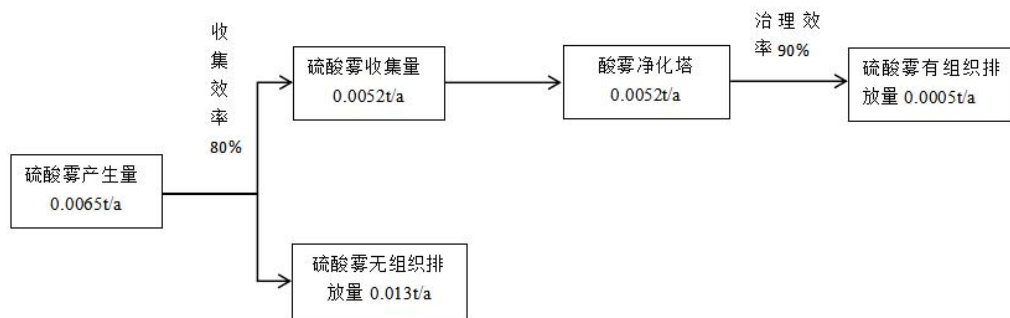 收
集
效
率
80%
治理效
率 90%
硫酸雾收集量
0.0052t/a
酸雾净化塔
0.0052t/a
硫酸雾有组织排
放量 0.0005t/a
硫酸雾产生量
0.0065t/a
硫酸雾无组织排
放量 0.013t/a